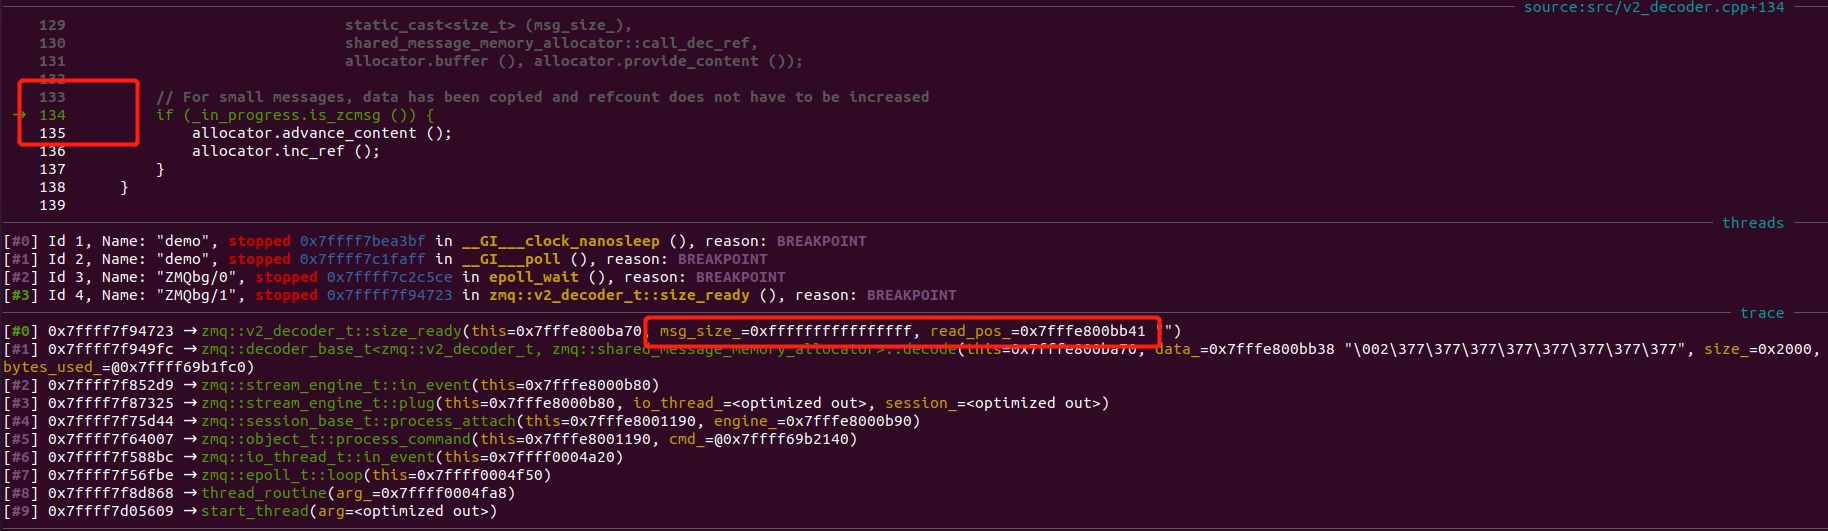 source:src/v2_decoder.cpp+134
129 static_cast<size_t> (msg_size_),
130 shared_message_memory_allocator::call_dec_ref,
131 allocator.buffer (), allocator.provide_content ());
132
133 // For small messages, data has been copied and refcount does not have to be increased
→ 134 if (_in_progress.is_zcmsg ()) {
135 allocator.advance_content ();
136 allocator.inc_ref ();
137 }
138 }
139
threads
[#0] Id 1, Name: "demo", stopped 0x7ffff7bea3bf in __GI___clock_nanosleep (), reason: BREAKPOINT
[#1] Id 2, Name: "demo", stopped 0x7ffff7c1faff in __GI___poll (), reason: BREAKPOINT
[#2] Id 3, Name: "ZMQbg/0", stopped 0x7ffff7c2c5ce in epoll_wait (), reason: BREAKPOINT
[#3] Id 4, Name: "ZMQbg/1", stopped 0x7ffff7f94723 in zmq::v2_decoder_t::size_ready (), reason: BREAKPOINT
trace
[#0] 0x7ffff7f94723 → zmq::v2_decoder_t::size_ready(this=0x7fffe800ba70, msg_size_=0xffffffffffffffff, read_pos_=0x7fffe800bb41 "")
[#1] 0x7ffff7f949fc → zmq::decoder_base_t<zmq::v2_decoder_t, zmq::shared_message_memory_allocator>::decode(this=0x7fffe800ba70, data_=0x7fffe800bb38 "\002\377\377\377\377\377\377\377\377", size_=0x2000,
bytes_used_=@0x7ffff69b1fc0)
[#2] 0x7ffff7f852d9 → zmq::stream_engine_t::in_event(this=0x7fffe8000b80)
[#3] 0x7ffff7f87325 → zmq::stream_engine_t::plug(this=0x7fffe8000b80, io_thread_=<optimized out>, session_=<optimized out>)
[#4] 0x7ffff7f75d44 → zmq::session_base_t::process_attach(this=0x7fffe8001190, engine_=0x7fffe8000b90)
[#5] 0x7ffff7f64007 → zmq::object_t::process_command(this=0x7fffe8001190, cmd_=@0x7ffff69b2140)
[#6] 0x7ffff7f588bc → zmq::io_thread_t::in_event(this=0x7ffff0004a20)
[#7] 0x7ffff7f56fbe → zmq::epoll_t::loop(this=0x7ffff0004f50)
[#8] 0x7ffff7f8d868 → thread_routine(arg_=0x7ffff0004fa8)
[#9] 0x7ffff7d05609 → start_thread(arg=<optimized out>)